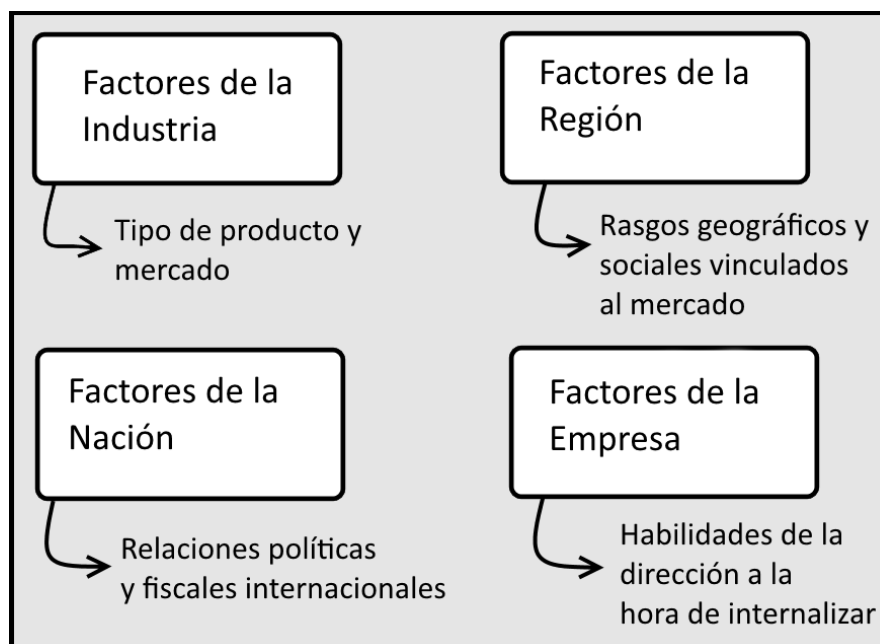 Factores de la
Industria
Tipo de producto y
mercado
Factores de la
Región
Rasgos geográficos y
sociales vinculados
al mercado
Factores de la
Nación
Relaciones políticas
y fiscales internacionales
Factores de la
Empresa
Habilidades de la
dirección a la
hora de internalizar